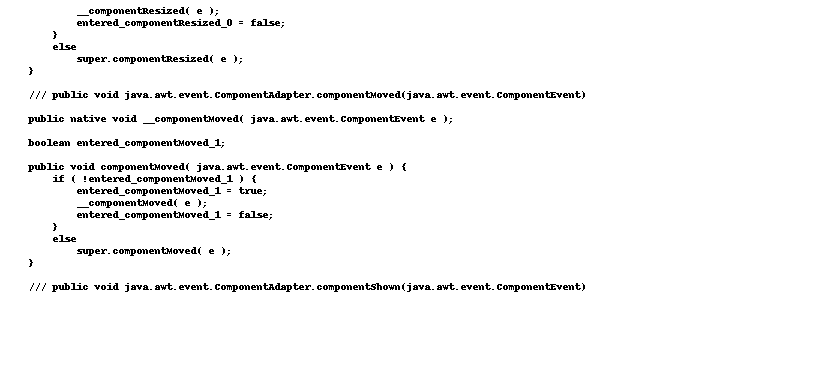 __componentResized( e );
        entered_componentResized_0 = false;
    }
    else
        super.componentResized( e );
}
/// public void java.awt.event.ComponentAdapter.componentMoved(java.awt.event.ComponentEvent)
public native void __componentMoved( java.awt.event.ComponentEvent e );
boolean entered_componentMoved_1;
public void componentMoved( java.awt.event.ComponentEvent e ) {
    if ( !entered_componentMoved_1 ) {
        entered_componentMoved_1 = true;
        __componentMoved( e );
        entered_componentMoved_1 = false;
    }
    else
        super.componentMoved( e );
}
/// public void java.awt.event.ComponentAdapter.componentShown(java.awt.event.ComponentEvent)